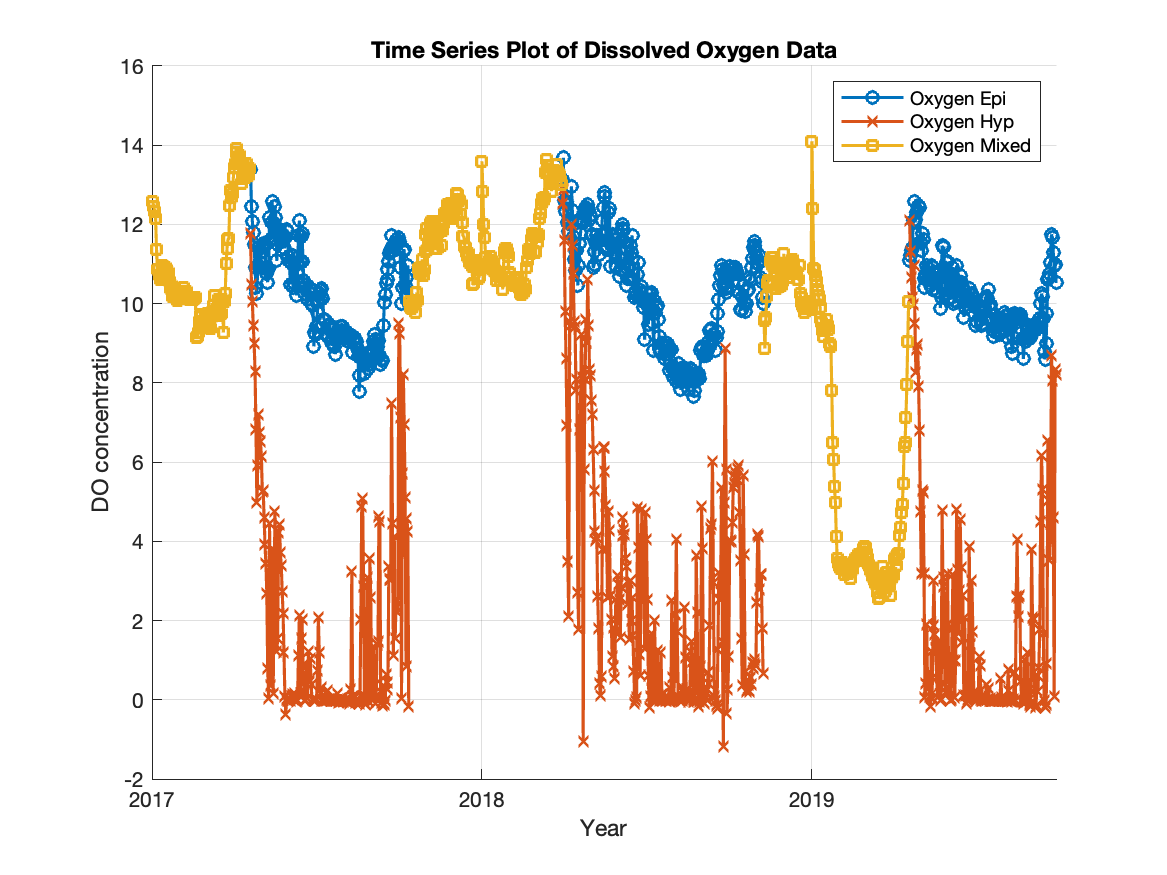 Time Series Plot of Dissolved Oxygen Data
16
14
12
10
8
6
4
2
0
-2
DO concentration
Oxygen Epi
Oxygen Hyp
Oxygen Mixed
2017
2018
2019
Year